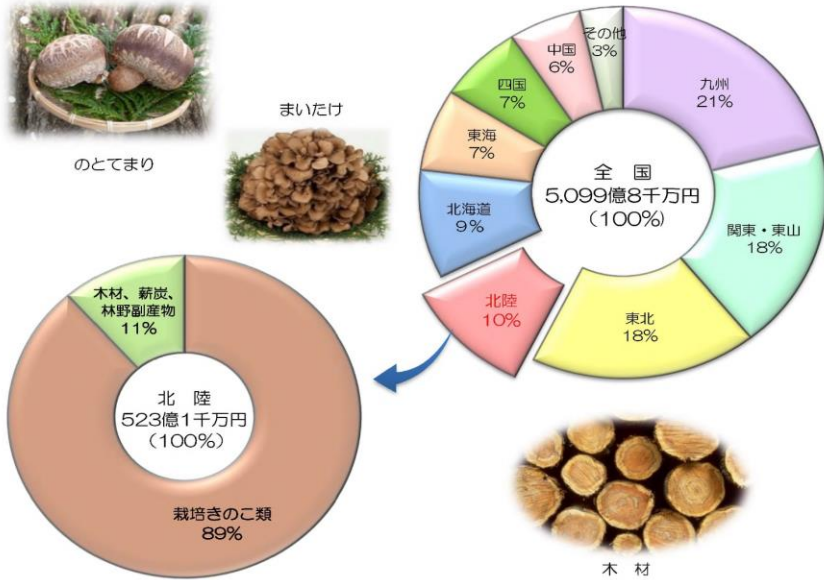 のとてまり
まいたけ
その他
3%
中国
6%
四国
7%
東海
7%
北海道
9%
北陸
10%
東北
18%
関東・東山
18%
九州
21%
全 国
5,099億8千万円
(100%)
木材、薪炭、
林野副産物
11%
北 陸
523億1千万円
(100%)
栽培きのこ類
89%
木 材